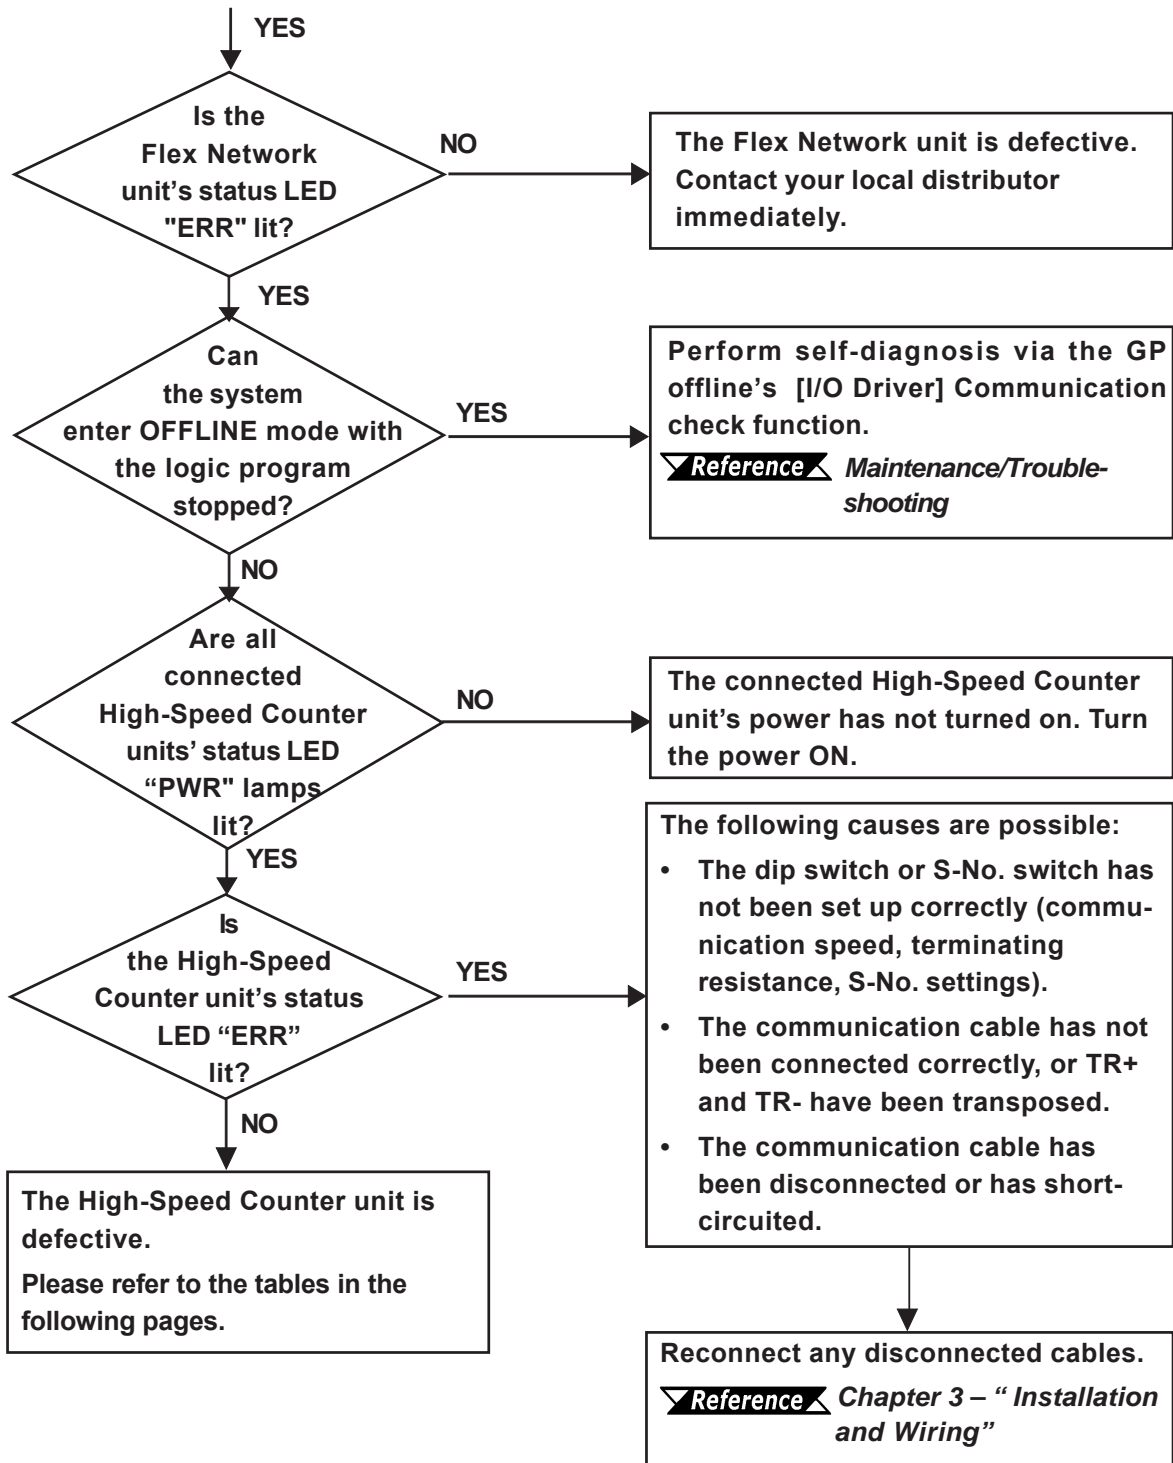 YES
Is the
Flex Network
unit’s status LED
"ERR" lit?
NO
The Flex Network unit is defective.
Contact your local distributor
immediately.
YES
Can
the system
enter OFFLINE mode with
the logic program
stopped?
YES
Perform self-diagnosis via the GP
offline’s [I/O Driver] Communication
check function.
Reference Maintenance/Trouble-
shooting
NO
Are all
connected
High-Speed Counter
units’ status LED
“PWR" lamps
lit?
NO
The connected High-Speed Counter
unit’s power has not turned on. Turn
the power ON.
YES
Is
the High-Speed
Counter unit’s status
LED “ERR”
lit?
YES
The following causes are possible:
• The dip switch or S-No. switch has
not been set up correctly (commu-
nication speed, terminating
resistance, S-No. settings).
• The communication cable has not
been connected correctly, or TR+
and TR- have been transposed.
• The communication cable has
been disconnected or has short-
circuited.
NO
The High-Speed Counter unit is
defective.
Please refer to the tables in the
following pages.
Reconnect any disconnected cables.
Reference Chapter 3 – “ Installation
and Wiring”